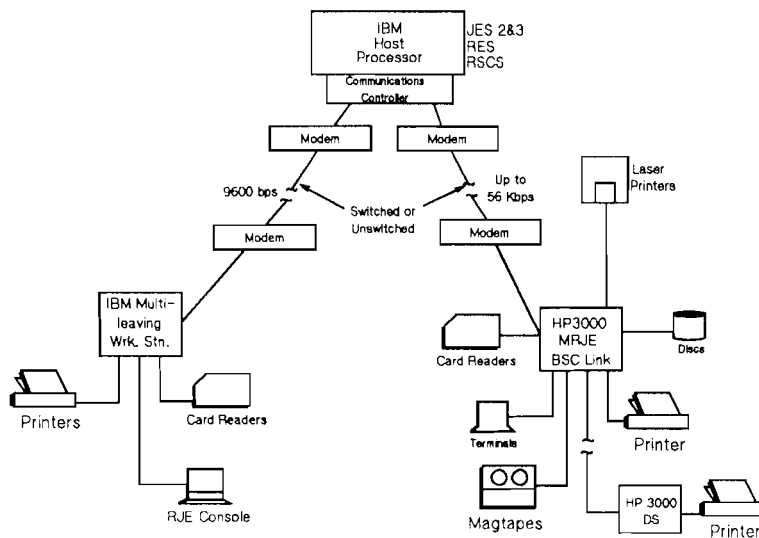 IBM
Host
Processor
JES 2&3
RES
RSCS
Communications
Controller
Modem
Modem
9600 bps
Up to
56 Kbps
Switched or
Unswitched
Laser
Printers
Modem
Modem
IBM Multi-
leaving
Wrk. Stn.
HP3000
MRJE
BSC Link
Card Readers
Discs
Printers
Card Readers
Terminals
Printer
RJE Console
Magtapes
HP 3000
DS
Printer